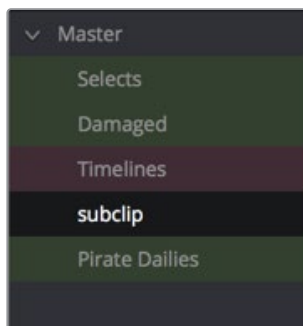 Master
Selects
Damaged
Timelines
subclip
Pirate Dailies